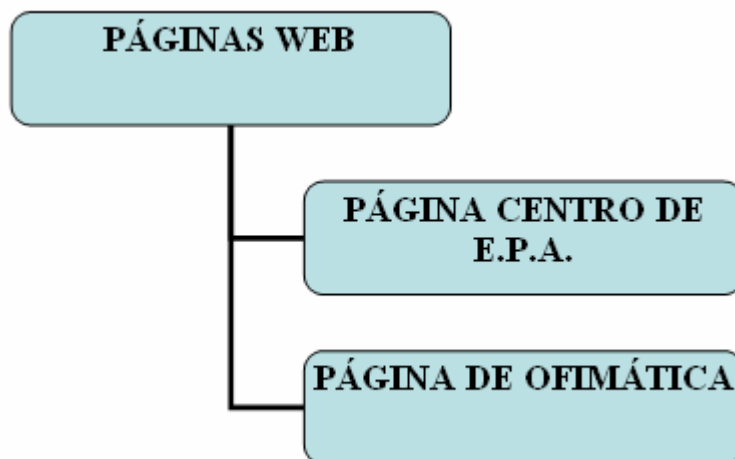 PÁGINAS WEB
PÁGINA CENTRO DE
E.P.A.
PÁGINA DE OFIMÁTICA